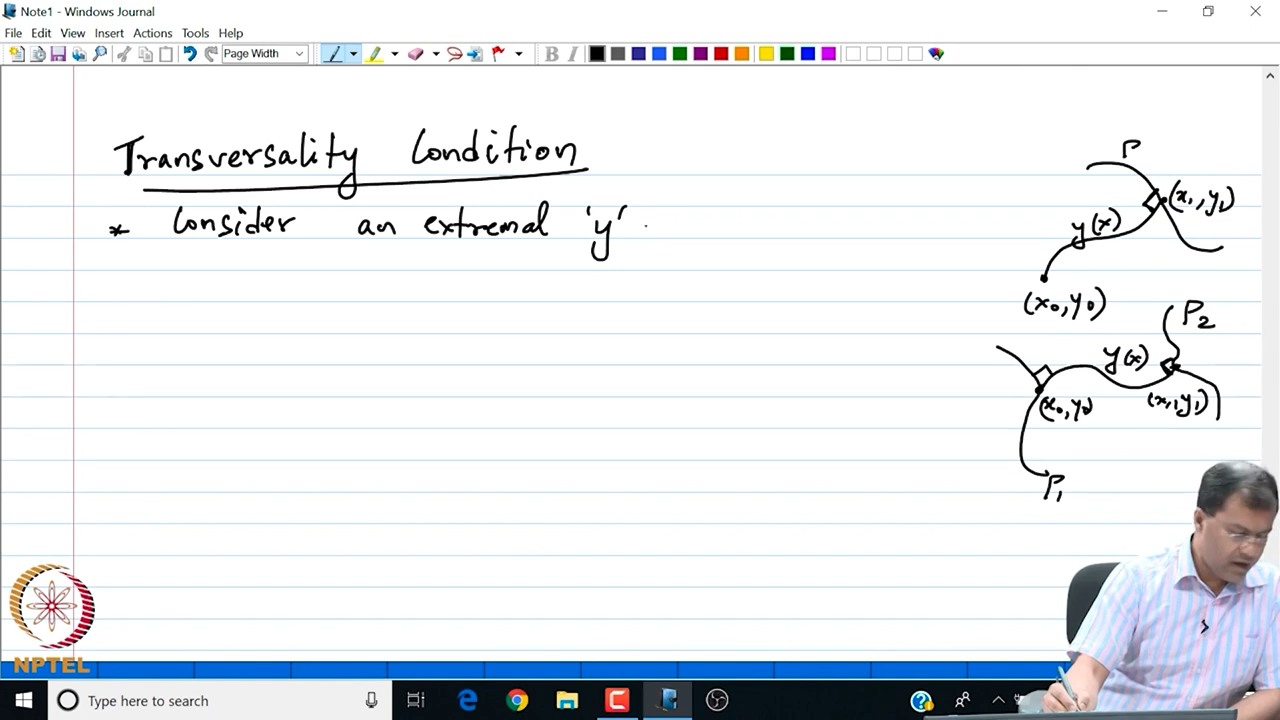 Note1 - Windows Journal
File Edit View Insert Actions Tools Help
Page Width
B I
Transversality Condition
* Consider an extremal 'y'
P
(x₁, y₁)
y(x)
(x₀, y₀)
P₂
y(x)
(x₀, y₀)
(x₁, y₁)
P₁
NPTEL
Type here to search